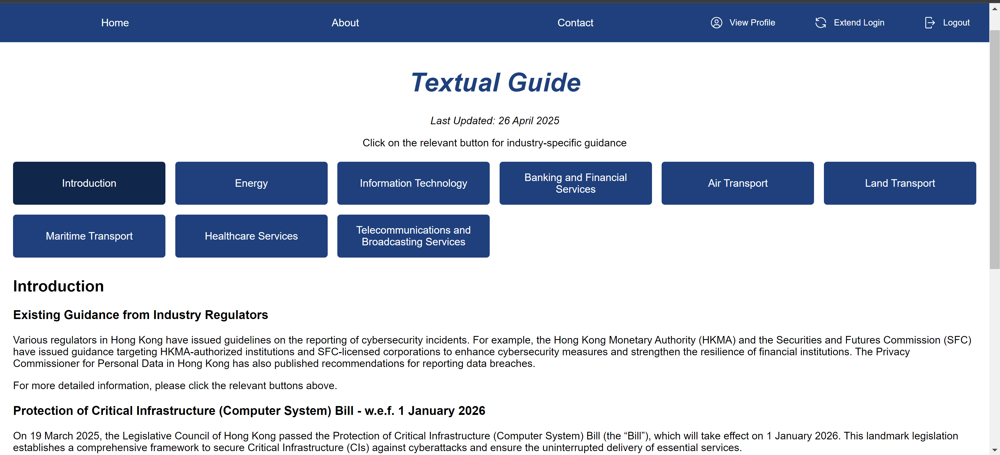 Home
About
Contact
View Profile
Extend Login
Logout
Textual Guide
Last Updated: 26 April 2025
Click on the relevant button for industry-specific guidance
Introduction
Energy
Information Technology
Banking and Financial
Services
Air Transport
Land Transport
Maritime Transport
Healthcare Services
Telecommunications and
Broadcasting Services
Introduction
Existing Guidance from Industry Regulators
Various regulators in Hong Kong have issued guidelines on the reporting of cybersecurity incidents. For example, the Hong Kong Monetary Authority (HKMA) and the Securities and Futures Commission (SFC)
have issued guidance targeting HKMA-authorized institutions and SFC-licensed corporations to enhance cybersecurity measures and strengthen the resilience of financial institutions. The Privacy
Commissioner for Personal Data in Hong Kong has also published recommendations for reporting data breaches.
For more detailed information, please click the relevant buttons above.
Protection of Critical Infrastructure (Computer System) Bill - w.e.f. 1 January 2026
On 19 March 2025, the Legislative Council of Hong Kong passed the Protection of Critical Infrastructure (Computer System) Bill (the “Bill”), which will take effect on 1 January 2026. This landmark legislation
establishes a comprehensive framework to secure Critical Infrastructure (CIs) against cyberattacks and ensure the uninterrupted delivery of essential services.